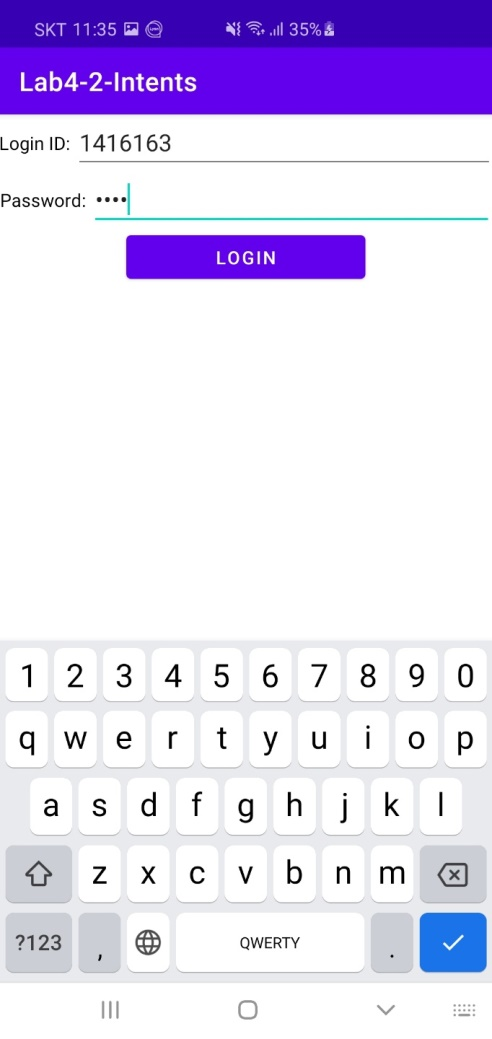 SKT 11:35 35%
Lab4-2-Intents
Login ID: 1416163
Password: ••••
LOGIN
1 2 3 4 5 6 7 8 9 0
q w e r t y u i o p
a s d f g h j k l
z x c v b n m
?123 , QWERTY .